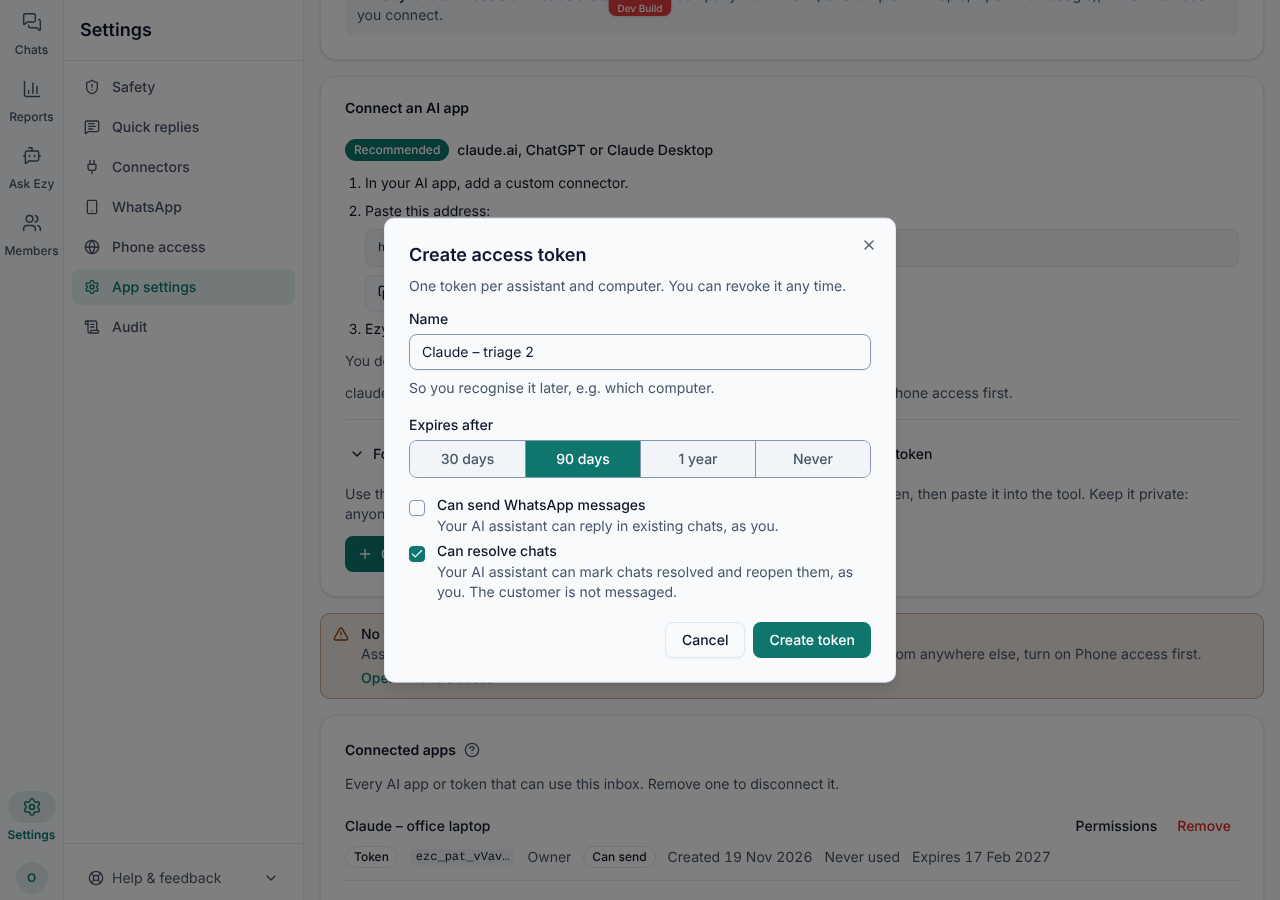 Chats
Reports
Ask Ezy
Members
Settings
O
Settings
Safety
Quick replies
Connectors
WhatsApp
Phone access
App settings
Audit
Help & feedback
Dev Build
you connect.
Connect an AI app
Recommended claude.ai, ChatGPT or Claude Desktop
1. In your AI app, add a custom connector.
2. Paste this address:
3. Ezy
You
claude
hone access first.
token
Use
en, then paste it into the tool. Keep it private:
Create access token
One token per assistant and computer. You can revoke it any time.
Name
Claude – triage 2
So you recognise it later, e.g. which computer.
Expires after
30 days 90 days 1 year Never
Can send WhatsApp messages
Your AI assistant can reply in existing chats, as you.
Can resolve chats
Your AI assistant can mark chats resolved and reopen them, as
you. The customer is not messaged.
Cancel Create token
No
om anywhere else, turn on Phone access first.
Connected apps
Every AI app or token that can use this inbox. Remove one to disconnect it.
Claude – office laptop Permissions Remove
Token ezc_pat_vVav… Owner Can send Created 19 Nov 2026 Never used Expires 17 Feb 2027